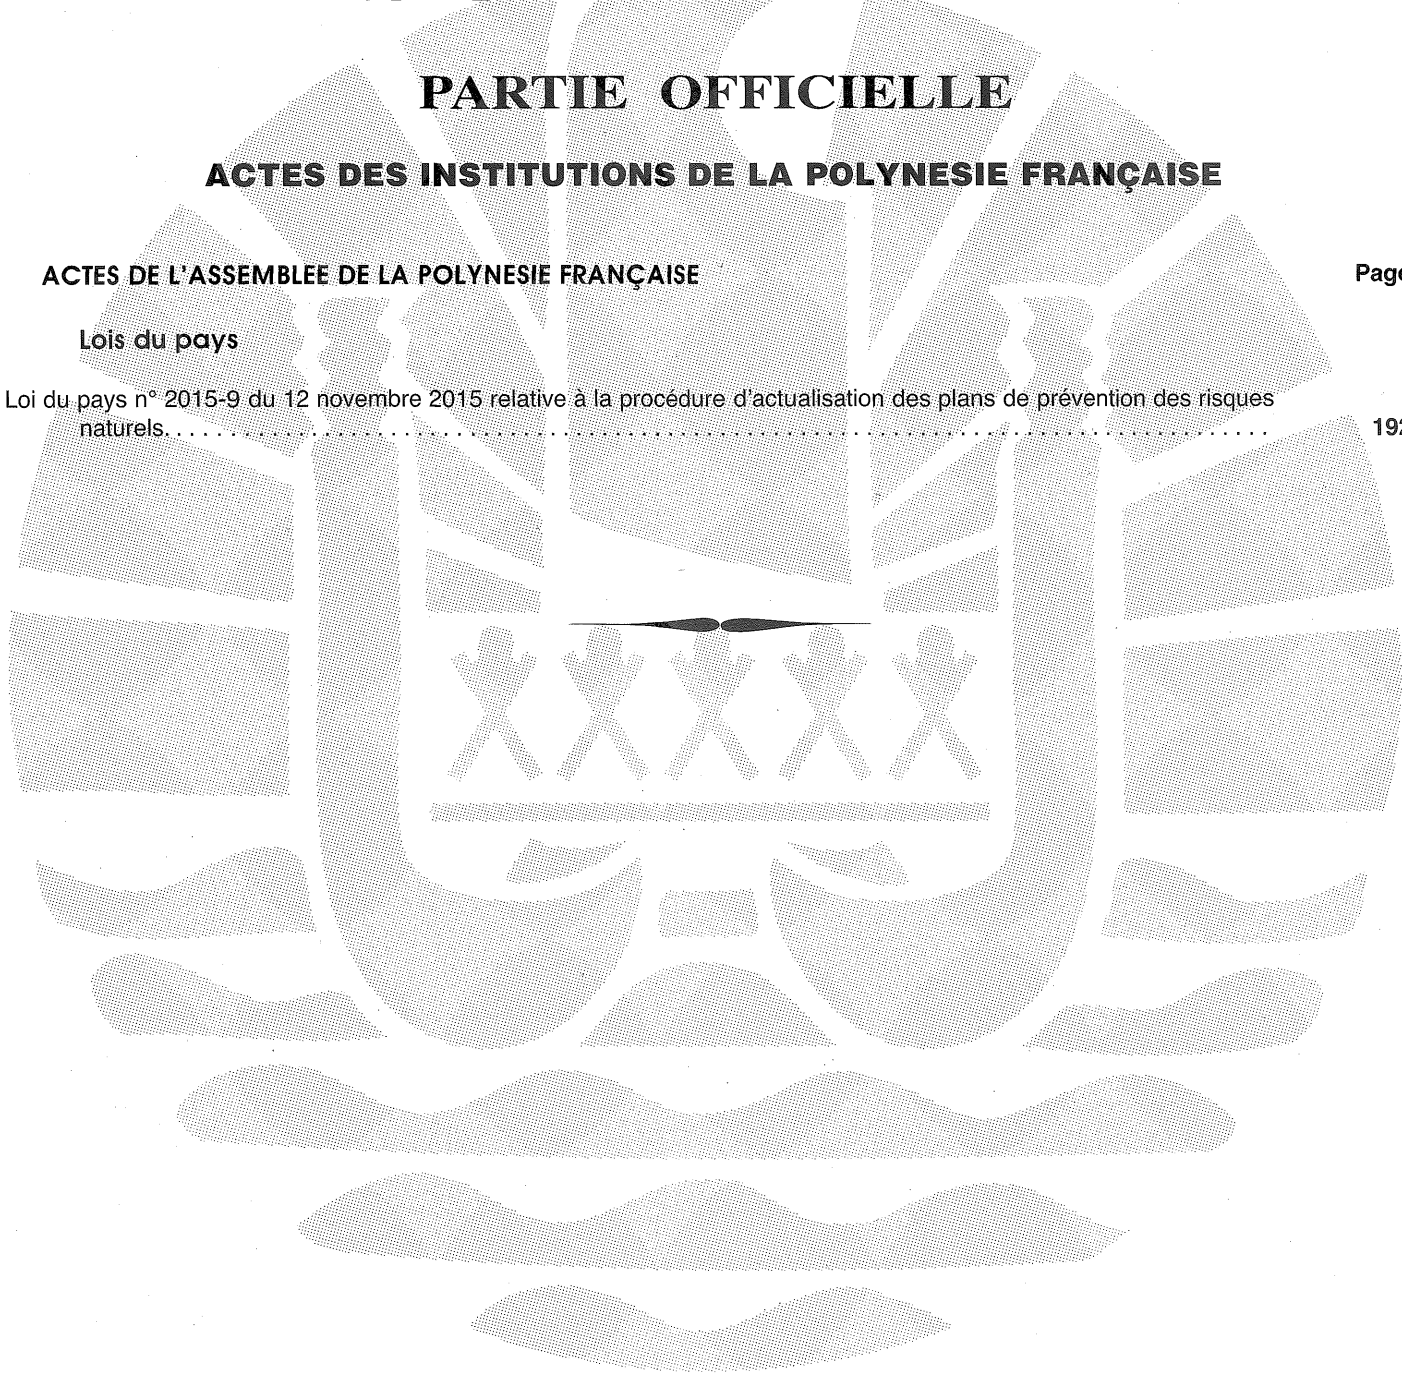 PARTIE OFFICIELLE
ACTES DES INSTITUTIONS DE LA POLYNESIE FRANÇAISE
ACTES DE L'ASSEMBLEE DE LA POLYNESIE FRANÇAISE
Lois du pays
Loi du pays n° 2015-9 du 12 novembre 2015 relative à la procédure d'actualisation des plans de prévention des risques
naturels. . . . . . . . . . . . . . . . . . . . . . . . . . . . . . . . . . . . . . . . . . . . . . . . . . . . . . . . . . . . . . . . . . . .